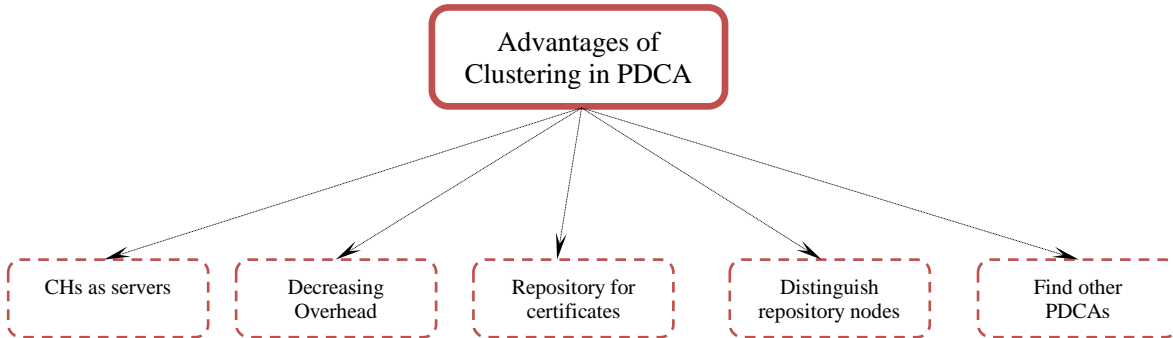 Advantages of
Clustering in PDCA
CHs as servers
Decreasing
Overhead
Repository for
certificates
Distinguish
repository nodes
Find other
PDCAs